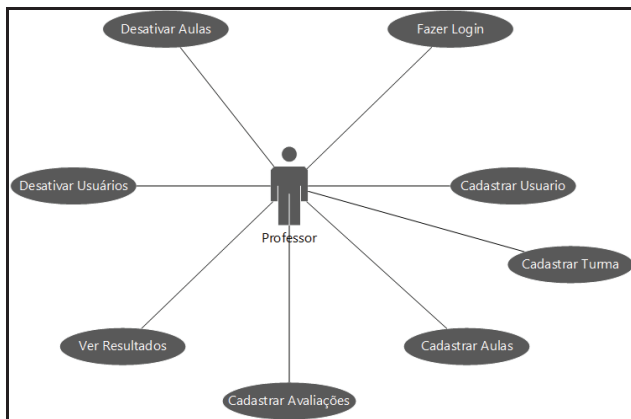 Desativar Aulas
Fazer Login
Desativar Usuários
Cadastrar Usuario
Professor
Cadastrar Turma
Ver Resultados
Cadastrar Aulas
Cadastrar Avaliações